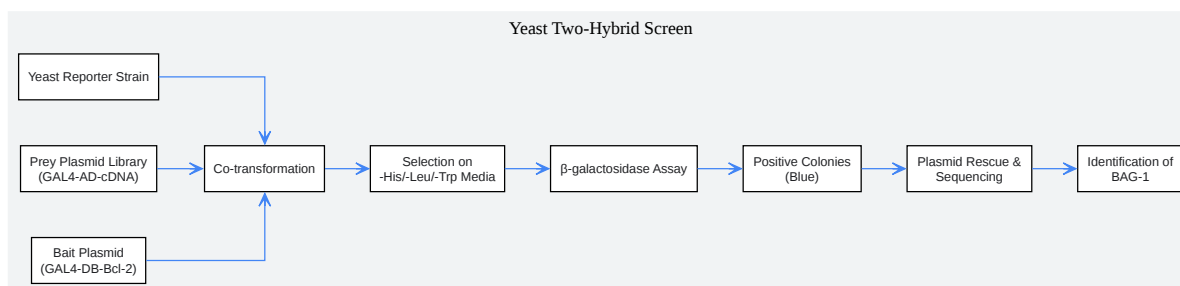 Yeast Two-Hybrid Screen
Yeast Reporter Strain
Prey Plasmid Library
(GAL4-AD-cDNA)
Co-transformation
Selection on
-His/-Leu/-Trp Media
β-galactosidase Assay
Positive Colonies
(Blue)
Plasmid Rescue &
Sequencing
Identification of
BAG-1
Bait Plasmid
(GAL4-DB-Bcl-2)